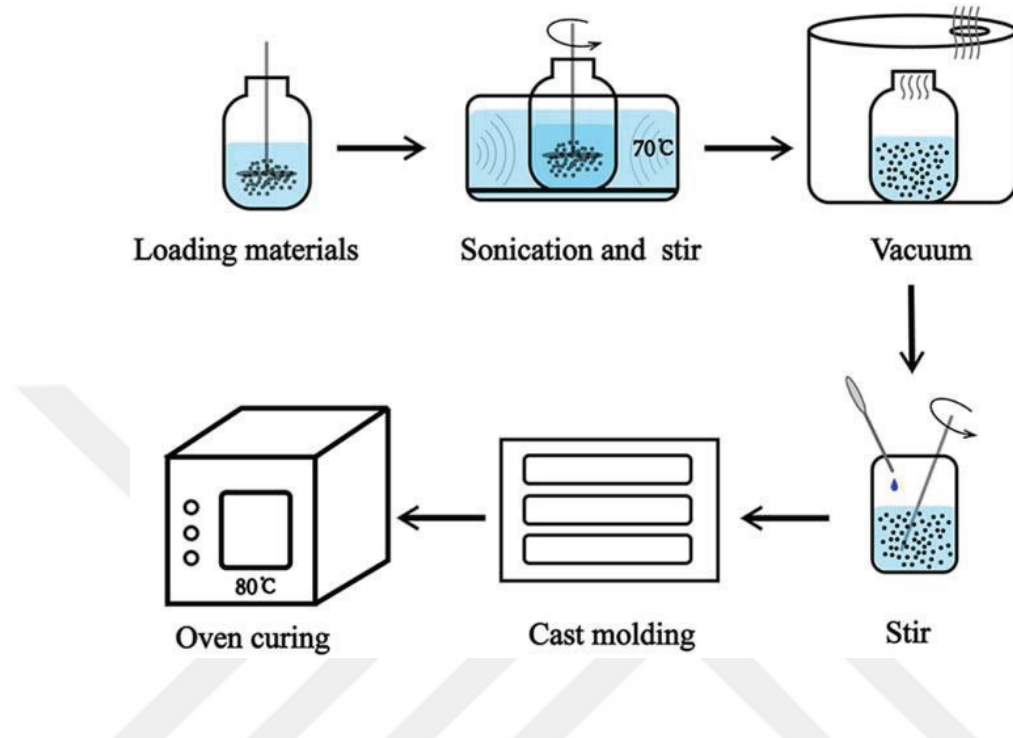 70℃
Loading materials
Sonication and stir
Vacuum
80℃
Oven curing
Cast molding
Stir